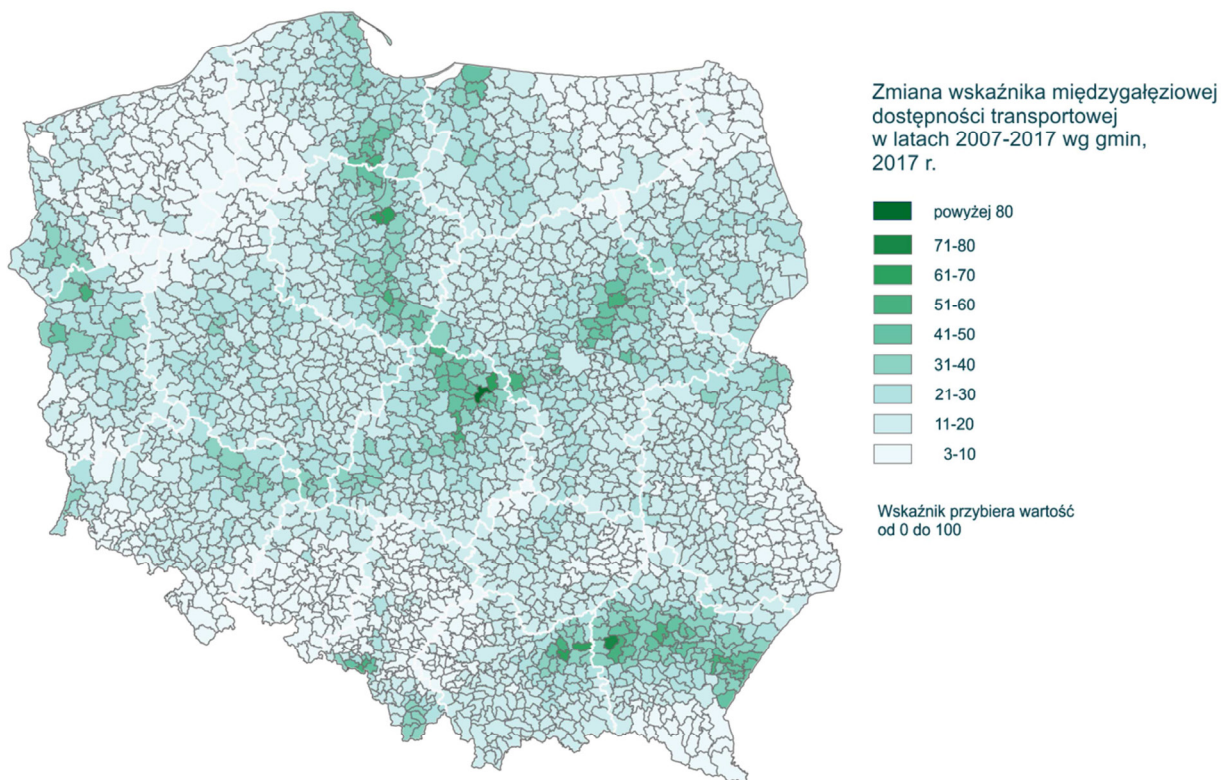 Zmiana wskaźnika międzygałęziowej
dostępności transportowej
w latach 2007-2017 wg gmin,
2017 r.
powyżej 80
71-80
61-70
51-60
41-50
31-40
21-30
11-20
3-10
Wskaźnik przybiera wartość
od 0 do 100